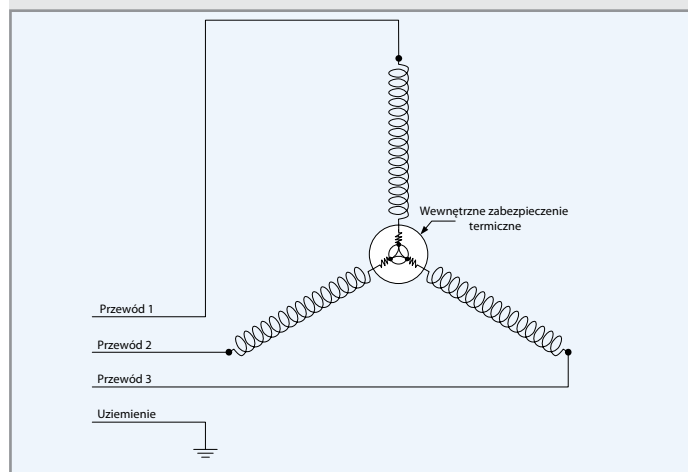 Wewnętrzne zabezpieczenie
termiczne
Przewód 1
Przewód 2
Przewód 3
Uziemienie